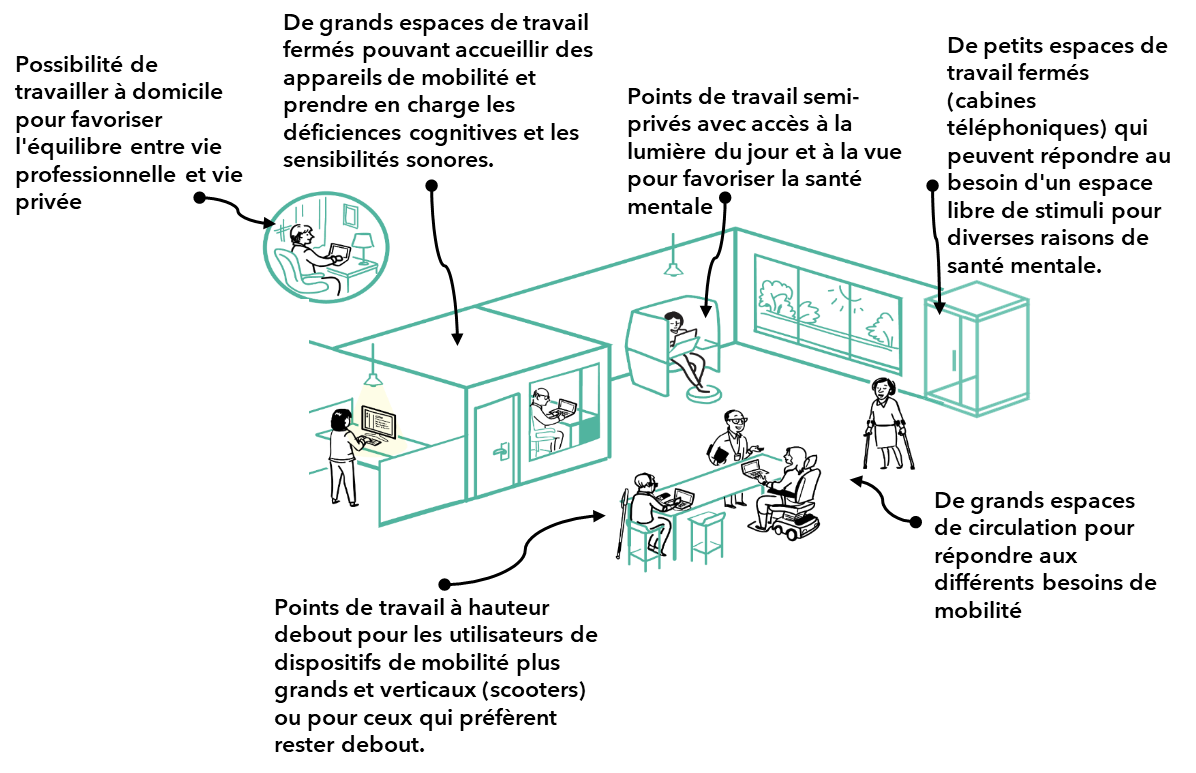 Possibilité de
travailler à domicile
pour favoriser
l'équilibre entre vie
professionnelle et vie
privée
De grands espaces de travail
fermés pouvant accueillir des
appareils de mobilité et
prendre en charge les
déficiences cognitives et les
sensibilités sonores.
Points de travail semi-
privés avec accès à la
lumière du jour et à la vue
pour favoriser la santé
mentale
De petits espaces de
travail fermés
(cabines
téléphoniques) qui
peuvent répondre au
besoin d'un espace
libre de stimuli pour
diverses raisons de
santé mentale.
De grands espaces
de circulation pour
répondre aux
différents besoins de
mobilité
Points de travail à hauteur
debout pour les utilisateurs de
dispositifs de mobilité plus
grands et verticaux (scooters)
ou pour ceux qui préfèrent
rester debout.